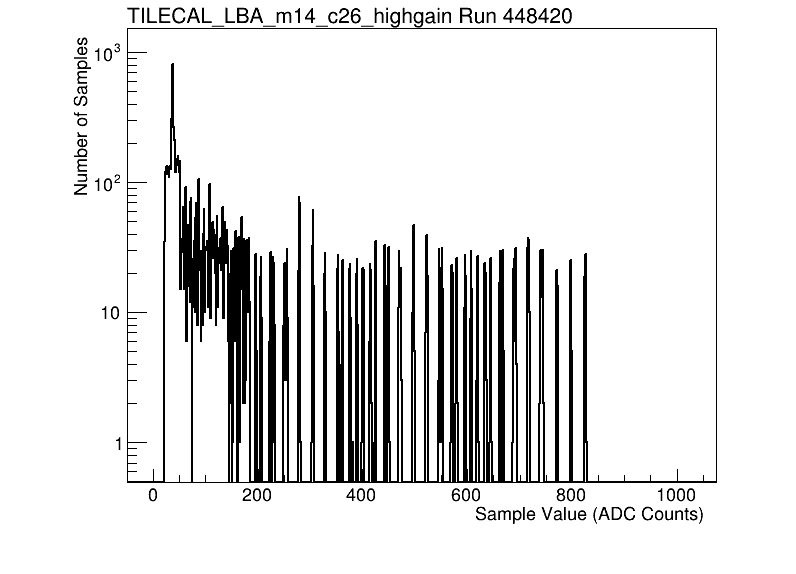 TILECAL_LBA_m14_c26_highgain Run 448420
Number of Samples
10³
10²
10
1
0 200 400 600 800 1000
Sample Value (ADC Counts)